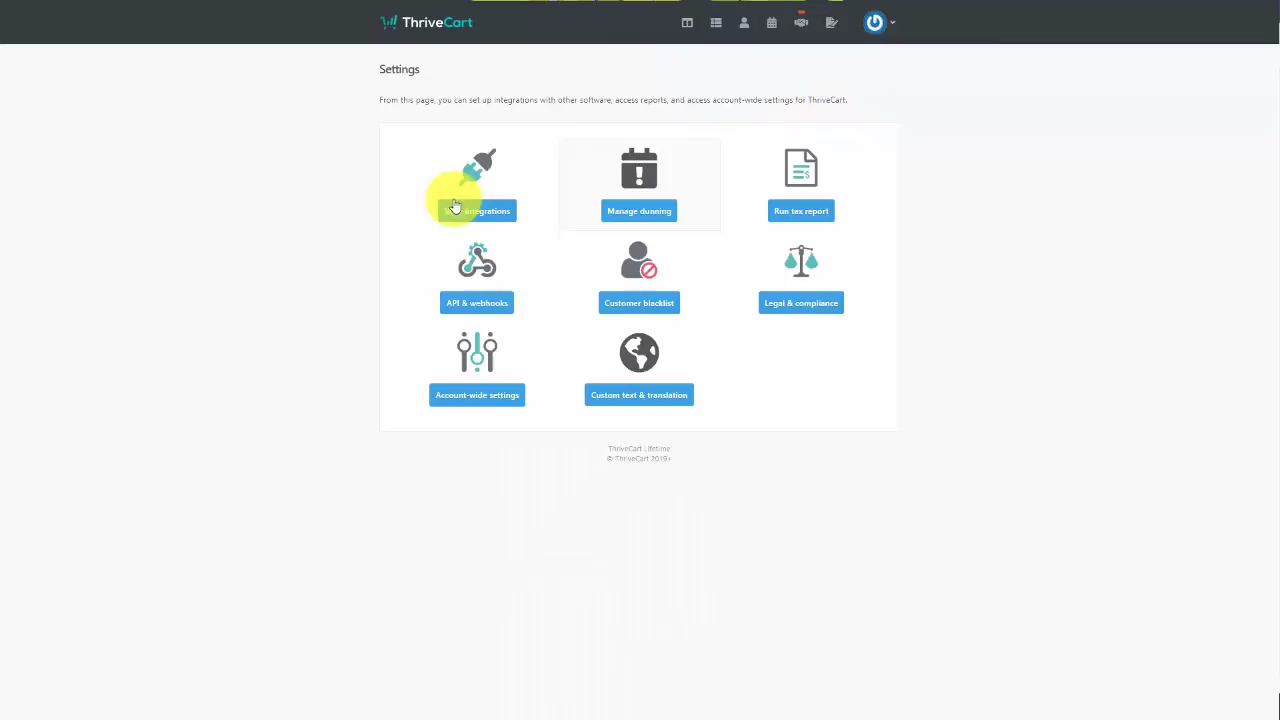 ThriveCart
Settings
From this page, you can set up integrations with other software, access reports, and access account-wide settings for ThriveCart.
integrations
Manage dunning
Run tax report
API & webhooks
Customer blacklist
Legal & compliance
Account-wide settings
Custom text & translation
ThriveCart Lifetime
© ThriveCart 2019+